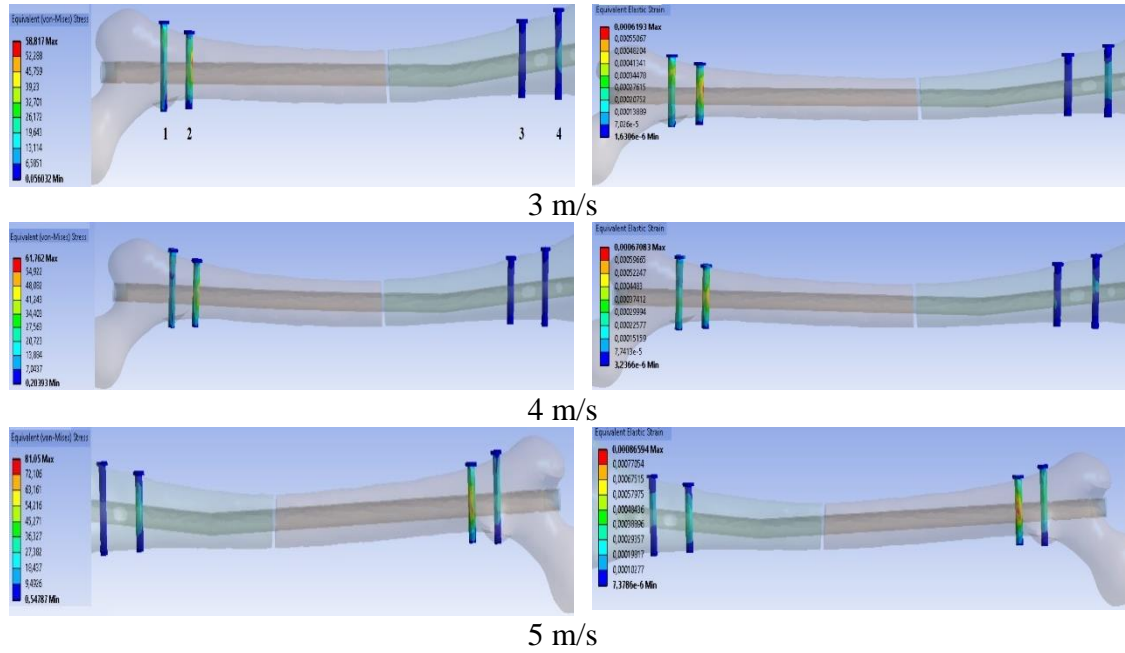 Equivalent (von-Mises) Stress
58,817 Max
52,288
45,759
39,23
32,701
26,172
19,643
13,114
6,5851
0,056032 Min
1 2 3 4
Equivalent Elastic Strain
0,0006193 Max
0,00055067
0,00048204
0,00041341
0,00034478
0,00027615
0,00020752
0,00013889
7,026e-5
1,6306e-6 Min
3 m/s
Equivalent (von-Mises) Stress
61,762 Max
54,922
48,082
41,243
34,403
27,563
20,723
13,884
7,0437
0,20393 Min
Equivalent Elastic Strain
0,00067083 Max
0,00059665
0,00052247
0,0004483
0,00037412
0,00029994
0,00022577
0,00015159
7,7413e-5
3,2366e-6 Min
4 m/s
Equivalent (von-Mises) Stress
81,05 Max
72,106
63,161
54,216
45,271
36,327
27,382
18,437
9,4926
0,54787 Min
Equivalent Elastic Strain
0,00086594 Max
0,00077054
0,00067515
0,00057975
0,00048436
0,00038896
0,00029357
0,00019817
0,00010277
7,3786e-6 Min
5 m/s